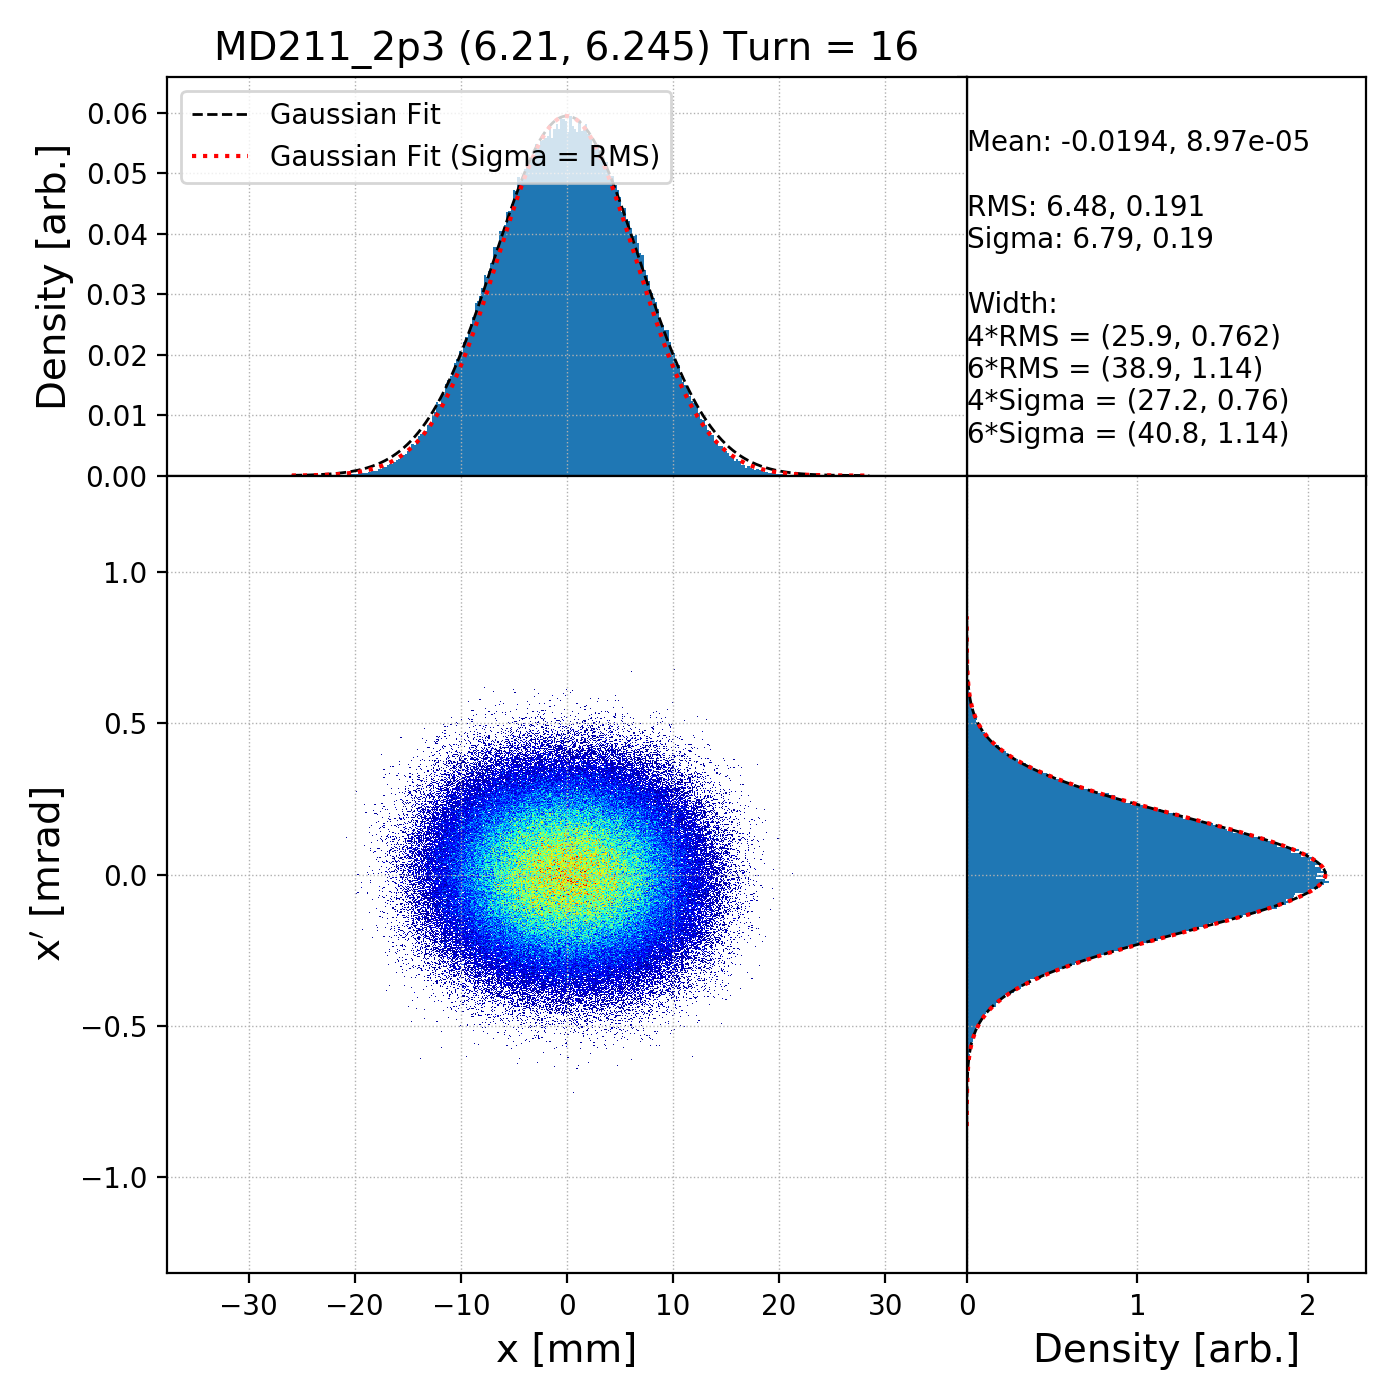 MD211_2p3 (6.21, 6.245) Turn = 16
Gaussian Fit
Gaussian Fit (Sigma = RMS)
Density [arb.]
0.06
0.05
0.04
0.03
0.02
0.01
0.00
Mean: -0.0194, 8.97e-05
RMS: 6.48, 0.191
Sigma: 6.79, 0.19
Width:
4*RMS = (25.9, 0.762)
6*RMS = (38.9, 1.14)
4*Sigma = (27.2, 0.76)
6*Sigma = (40.8, 1.14)
x′ [mrad]
1.0
0.5
0.0
−0.5
−1.0
−30 −20 −10 0 10 20 30
x [mm]
0 1 2
Density [arb.]